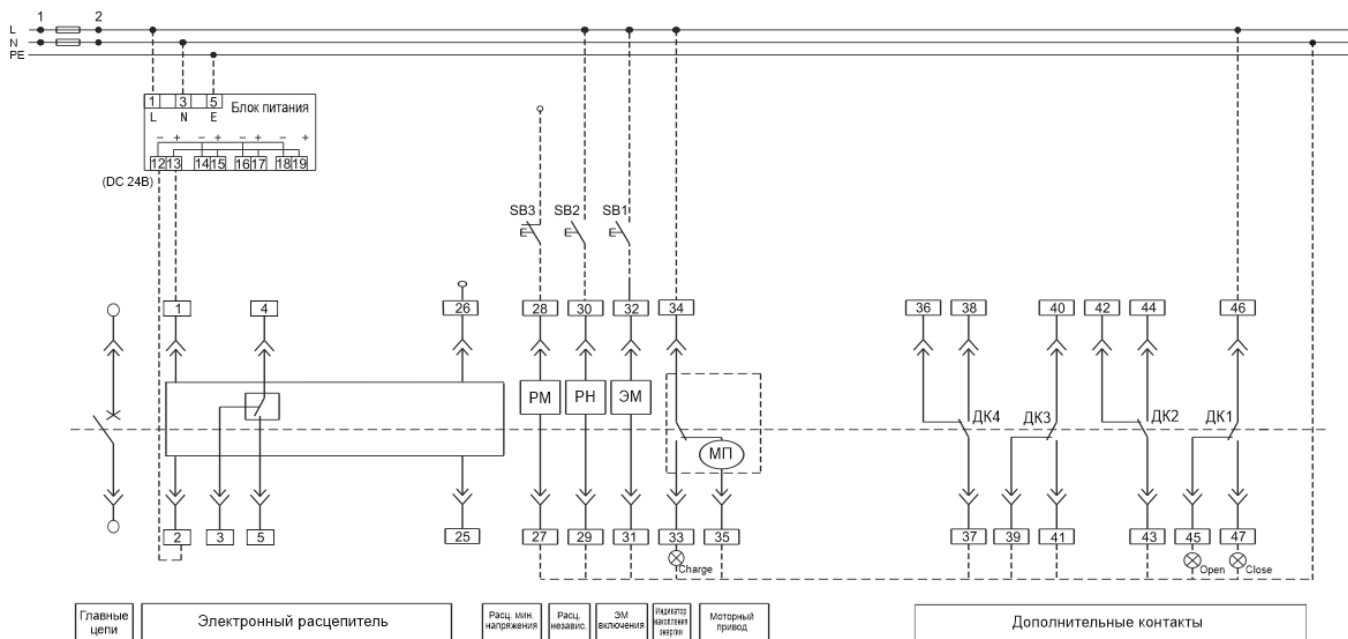 1 2
L
N
PE
1 3 5 Блок питания
L N E
– + – + – + – +
12 13 14 15 16 17 18 19
(DC 24В)
SB3 SB2 SB1
1 4 26 28 30 32 34 36 38 40 42 44 46
РМ РН ЭМ
ДК4 ДК3 ДК2 ДК1
МП
2 3 5 25 27 29 31 33 35 37 39 41 43 45 47
Charge Open Close
Главные
цепи
Электронный расцепитель
Расц. мин.
напряжения
Расц.
независ.
ЭМ
включения
Индикатор
накопления
энергии
Моторный
привод
Дополнительные контакты